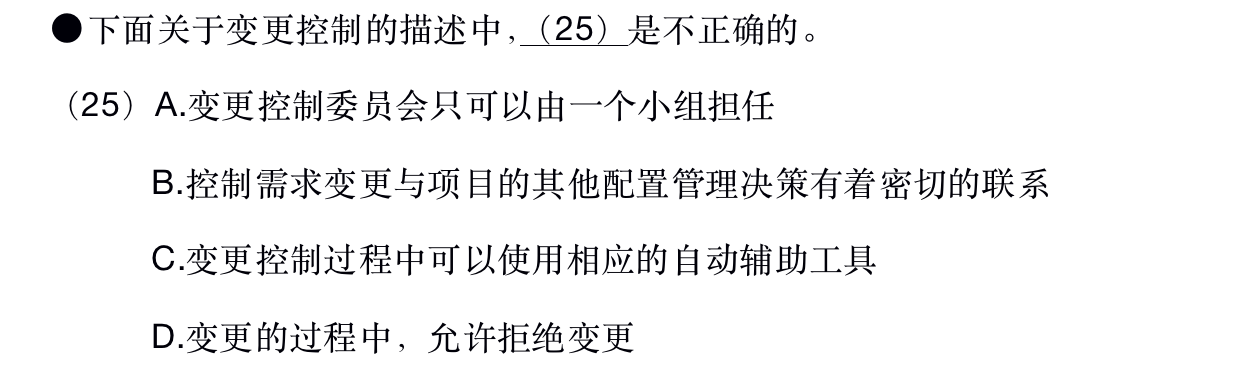 ●下面关于变更控制的描述中,（25）是不正确的。
（25）A.变更控制委员会只可以由一个小组担任
B.控制需求变更与项目的其他配置管理决策有着密切的联系
C.变更控制过程中可以使用相应的自动辅助工具
D.变更的过程中，允许拒绝变更